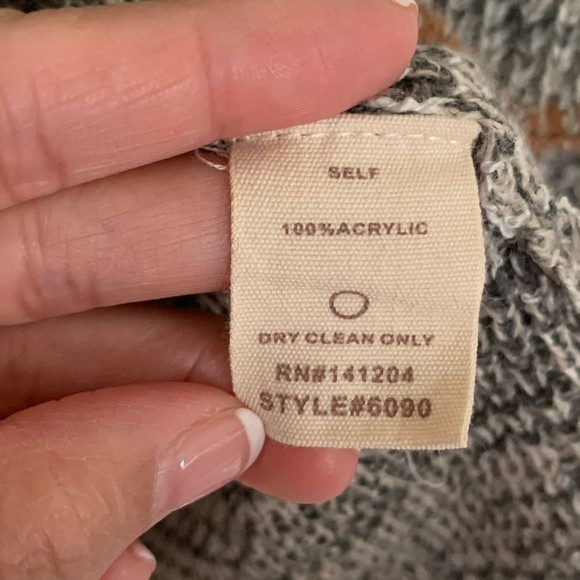 SELF
100%ACRYLIC
DRY CLEAN ONLY
RN#141204
STYLE#6090